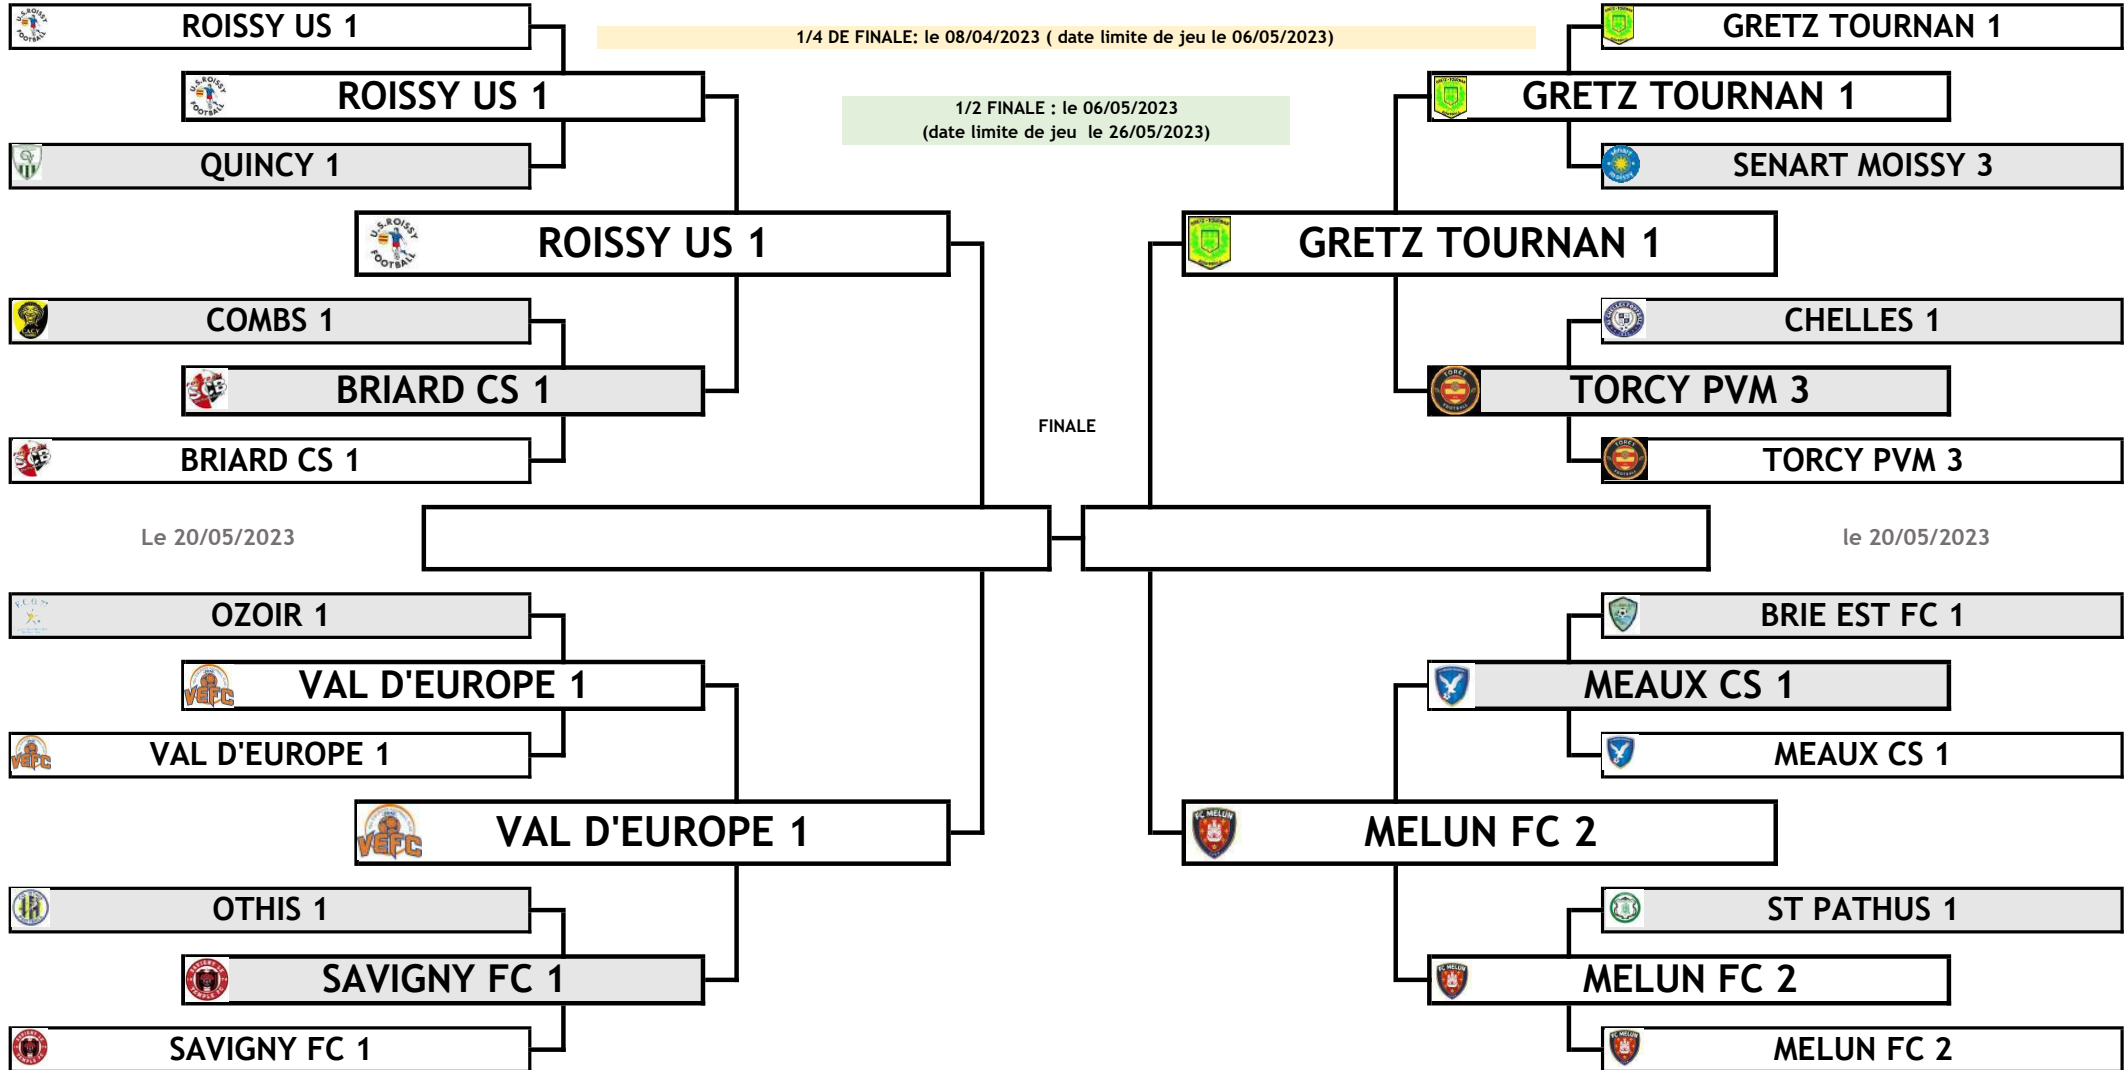 ROISSY US 1
GRETZ TOURNAN 1
1/4 DE FINALE: le 08/04/2023 ( date limite de jeu le 06/05/2023)
ROISSY US 1
GRETZ TOURNAN 1
1/2 FINALE : le 06/05/2023
(date limite de jeu le 26/05/2023)
QUINCY 1
SENART MOISSY 3
U.S.ROISSY
FOOTBALL
ROISSY US 1
GRETZ TOURNAN 1
COMBS 1
CHELLES 1
BRIARD CS 1
TORCY PVM 3
FINALE
BRIARD CS 1
TORCY PVM 3
Le 20/05/2023
le 20/05/2023
OZOIR 1
BRIE EST FC 1
VEFC
VAL D'EUROPE 1
MEAUX CS 1
VAL D'EUROPE 1
MEAUX CS 1
VEFC
VAL D'EUROPE 1
FC MELUN
MELUN FC 2
OTHIS 1
ST PATHUS 1
SAVIGNY FC 1
MELUN FC 2
SAVIGNY FC 1
MELUN FC 2